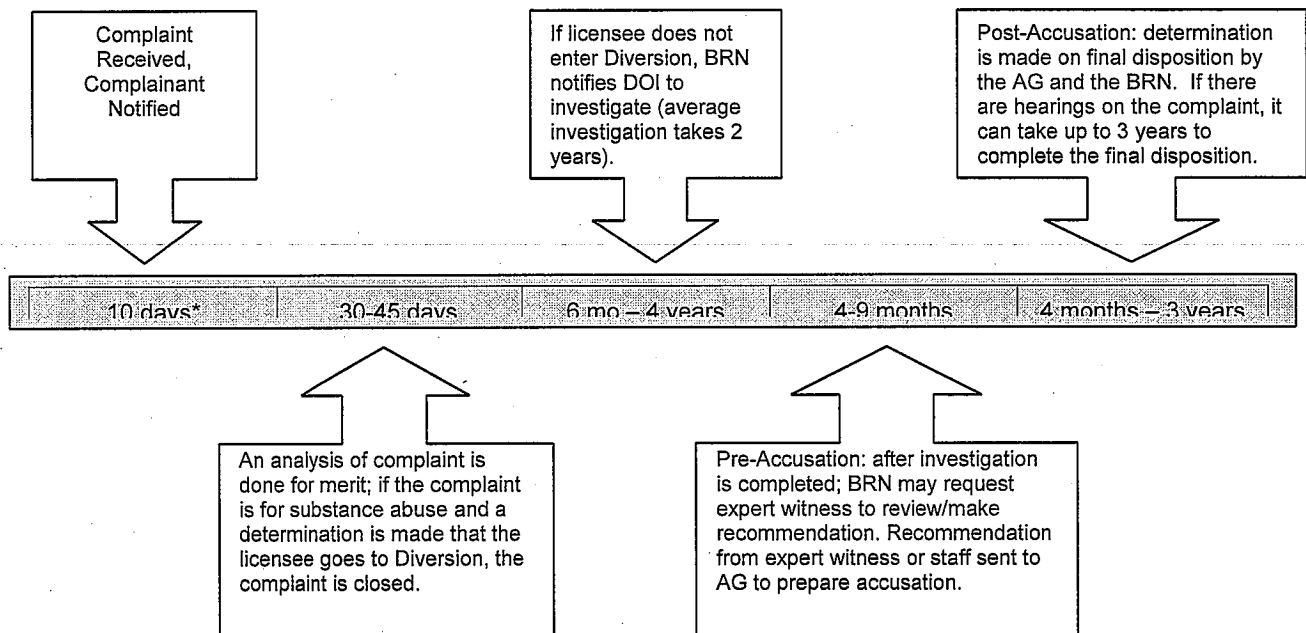 Complaint
Received,
Complainant
Notified
If licensee does not
enter Diversion, BRN
notifies DOI to
investigate (average
investigation takes 2
years).
Post-Accusation: determination
is made on final disposition by
the AG and the BRN. If there
are hearings on the complaint, it
can take up to 3 years to
complete the final disposition.
10 days* 30-45 days 6 mo – 4 years 4-9 months 4 months – 3 years
An analysis of complaint is
done for merit; if the complaint
is for substance abuse and a
determination is made that the
licensee goes to Diversion, the
complaint is closed.
Pre-Accusation: after investigation
is completed; BRN may request
expert witness to review/make
recommendation. Recommendation
from expert witness or staff sent to
AG to prepare accusation.